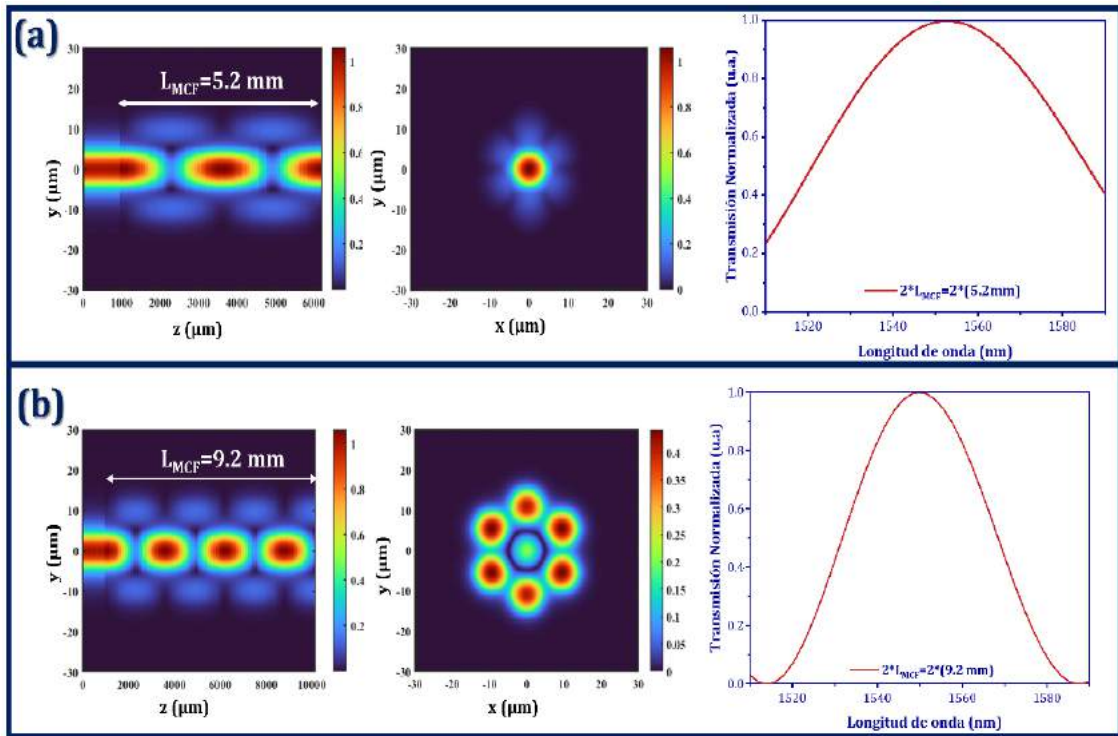 (a)
L_MCF=5.2 mm
y (μm)
30
20
10
0
-10
-20
-30
0 1000 2000 3000 4000 5000 6000
z (μm)
1
0.8
0.6
0.4
0.2
y (μm)
30
20
10
0
-10
-20
-30
-30 -20 -10 0 10 20 30
x (μm)
1
0.8
0.6
0.4
0.2
0
Transmisión Normalizada (u.a.)
1.0
0.8
0.6
0.4
0.2
0.0
2*L_MCF=2*(5.2mm)
1520 1540 1560 1580
Longitud de onda (nm)
(b)
L_MCF=9.2 mm
y (μm)
30
20
10
0
-10
-20
-30
0 2000 4000 6000 8000 10000
z (μm)
1
0.8
0.6
0.4
0.2
y (μm)
30
20
10
0
-10
-20
-30
-30 -20 -10 0 10 20 30
x (μm)
0.4
0.35
0.3
0.25
0.2
0.15
0.1
0.05
0
Transmisión Normalizada (u.a)
1.0
0.8
0.6
0.4
0.2
0.0
2*L_MCF=2*(9.2 mm)
1520 1540 1560 1580
Longitud de onda (nm)